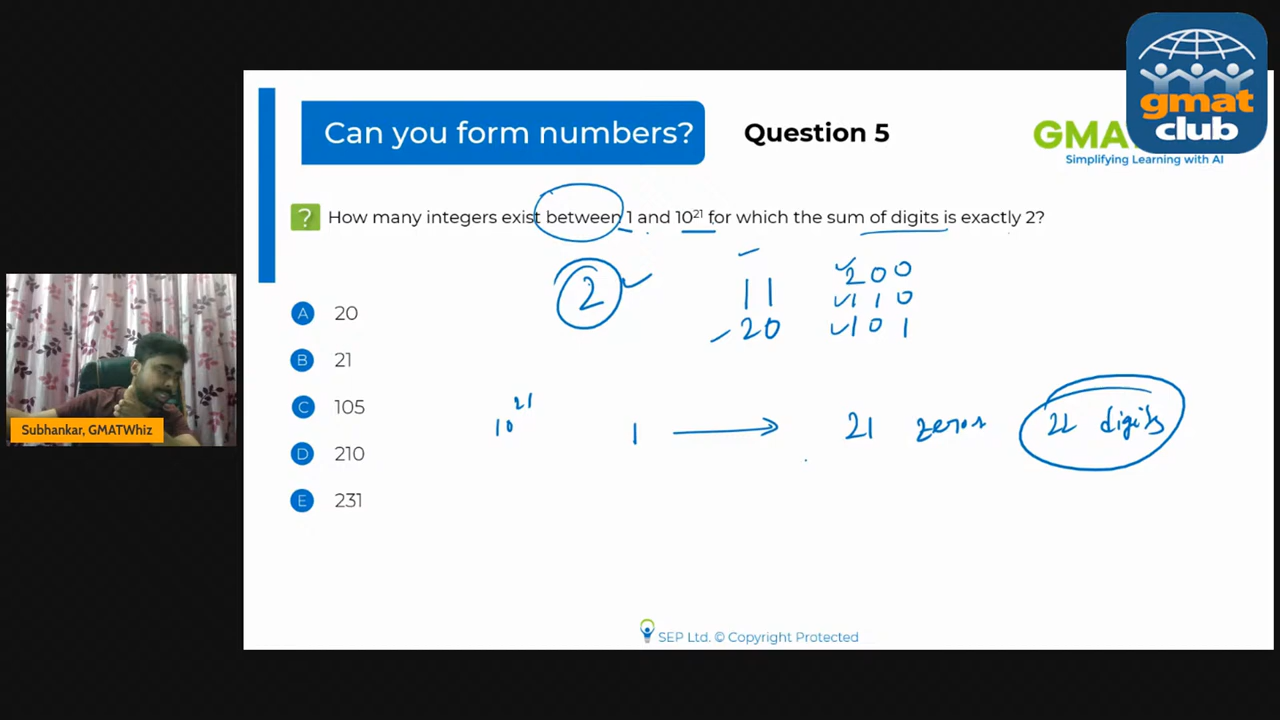 gmat
club
Can you form numbers?
Question 5
Simplifying Learning with AI
? How many integers exist between 1 and 10²¹ for which the sum of digits is exactly 2?
2
11
20
200
110
101
A 20
B 21
C 105
D 210
E 231
10²¹ 1 → 21 zeros 22 digits
Subhankar, GMATWhiz
SEP Ltd. © Copyright Protected